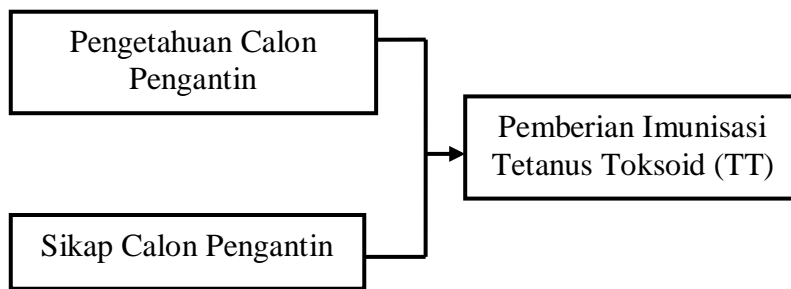 Pengetahuan Calon
Pengantin
Pemberian Imunisasi
Tetanus Toksoid (TT)
Sikap Calon Pengantin